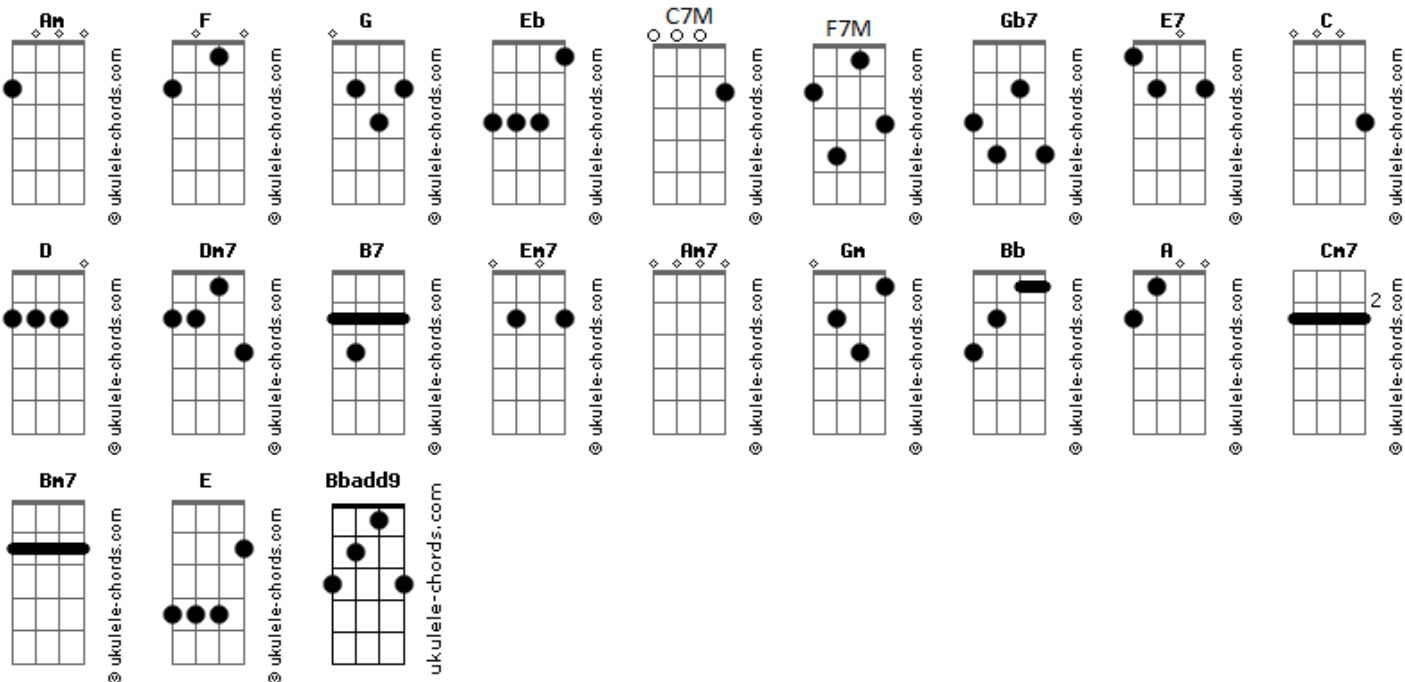 Am F G Eb C7M F7M Gb7 E7 C
© ukulele-chords.com © ukulele-chords.com © ukulele-chords.com © ukulele-chords.com © ukulele-chords.com © ukulele-chords.com © ukulele-chords.com © ukulele-chords.com © ukulele-chords.com
D Dm7 B7 Em7 Am7 Gm Bb A Cm7
2
© ukulele-chords.com © ukulele-chords.com © ukulele-chords.com © ukulele-chords.com © ukulele-chords.com © ukulele-chords.com © ukulele-chords.com © ukulele-chords.com © ukulele-chords.com
Bm7 E Bbadd9
© ukulele-chords.com © ukulele-chords.com ukulele-chords.com